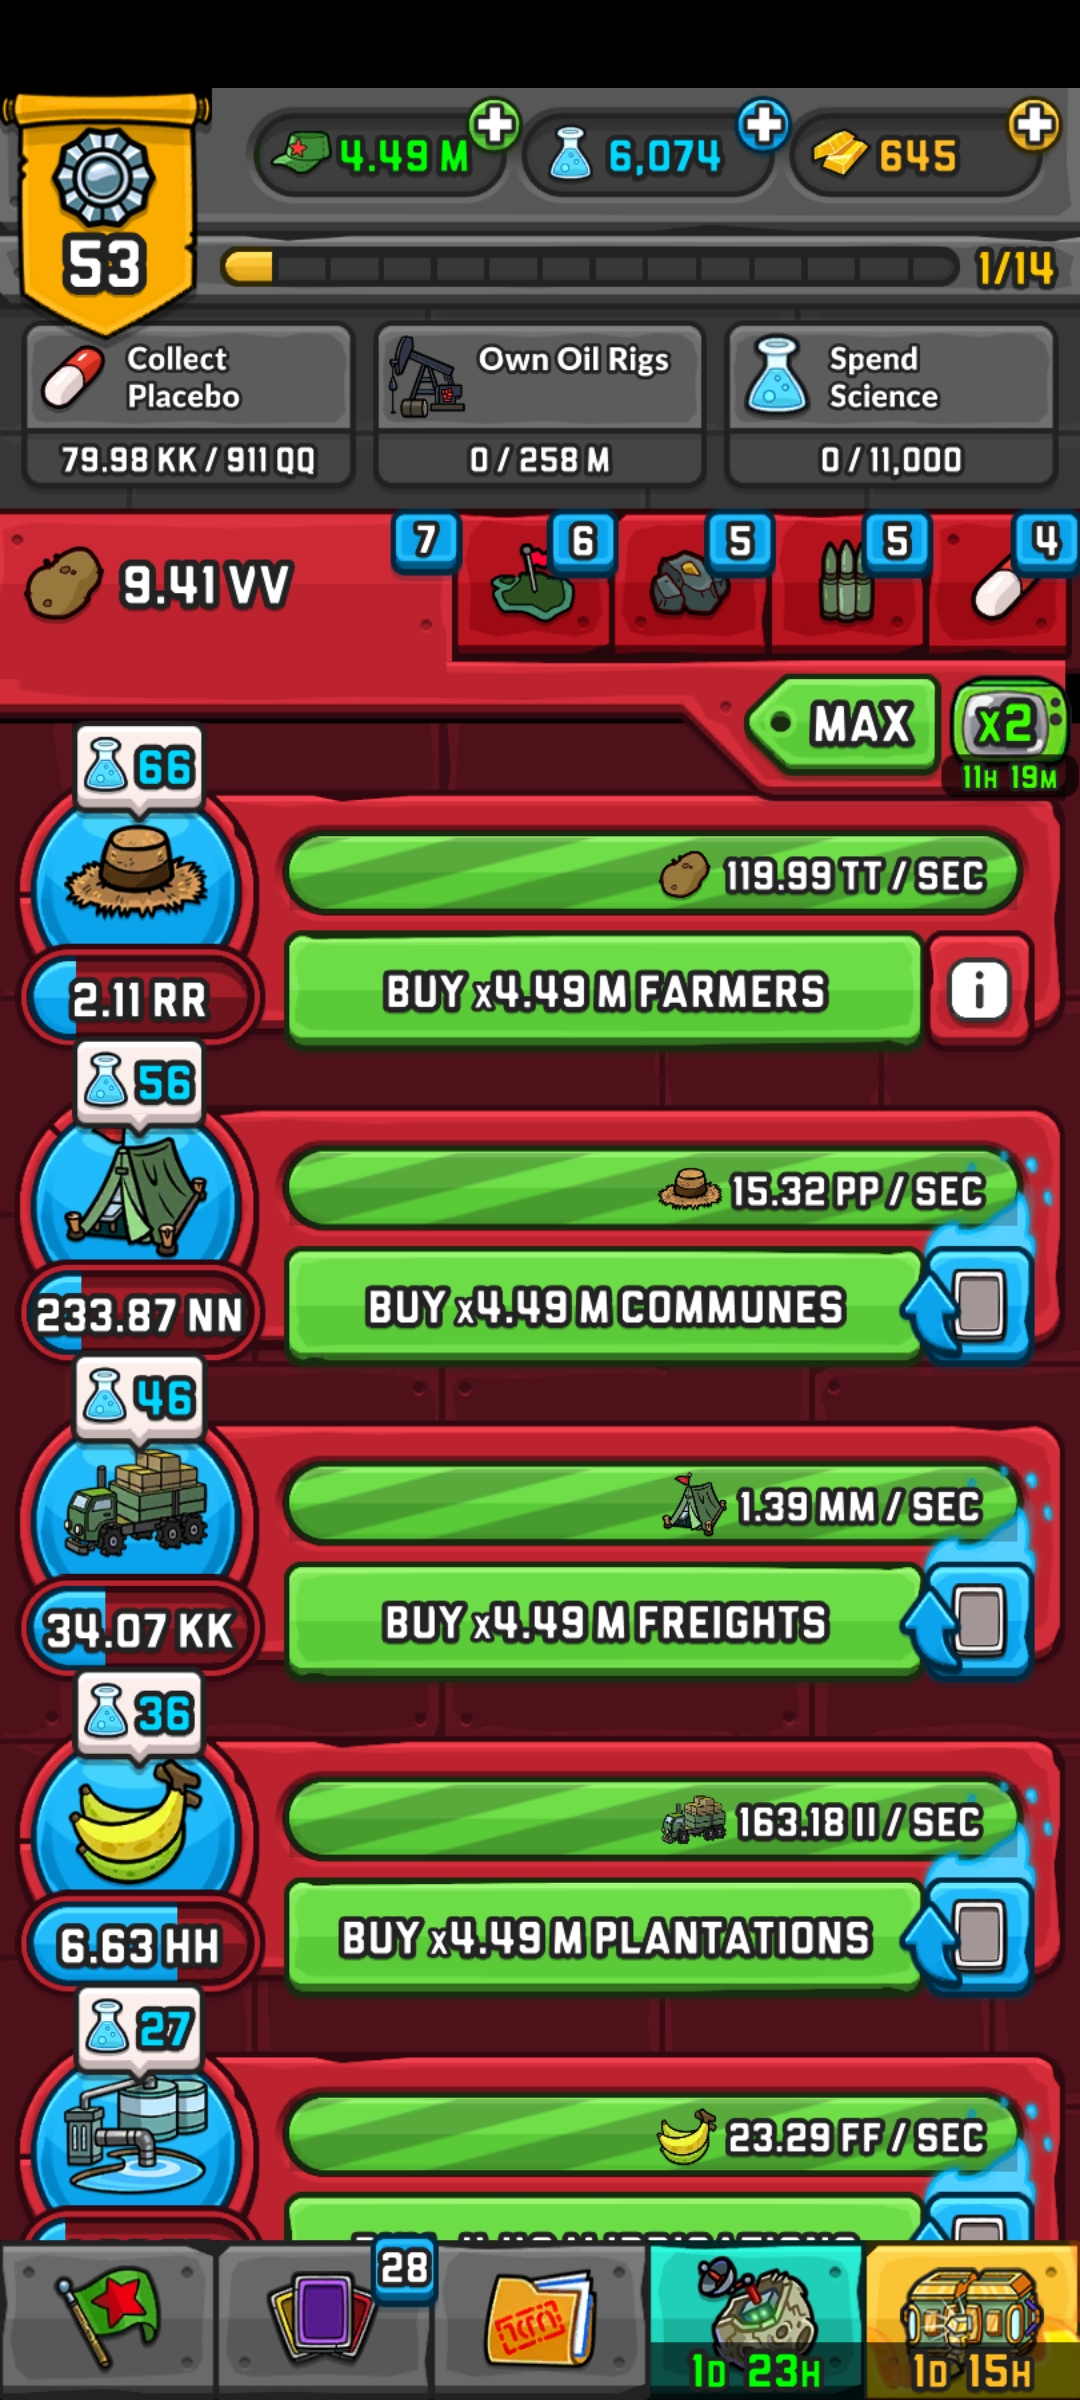 4.49 M
6,074
645
53
1/14
Collect
Placebo
79.98 KK / 911 QQ
Own Oil Rigs
0 / 258 M
Spend
Science
0 / 11,000
9.41 VV
7
6
5
5
4
MAX
x2
11H 19M
66
119.99 TT / SEC
2.11 RR
BUY x4.49 M FARMERS
i
56
15.32 PP / SEC
233.87 NN
BUY x4.49 M COMMUNES
46
1.39 MM / SEC
34.07 KK
BUY x4.49 M FREIGHTS
36
163.18 II / SEC
6.63 HH
BUY x4.49 M PLANTATIONS
27
23.29 FF / SEC
28
1D 23H
1D 15H